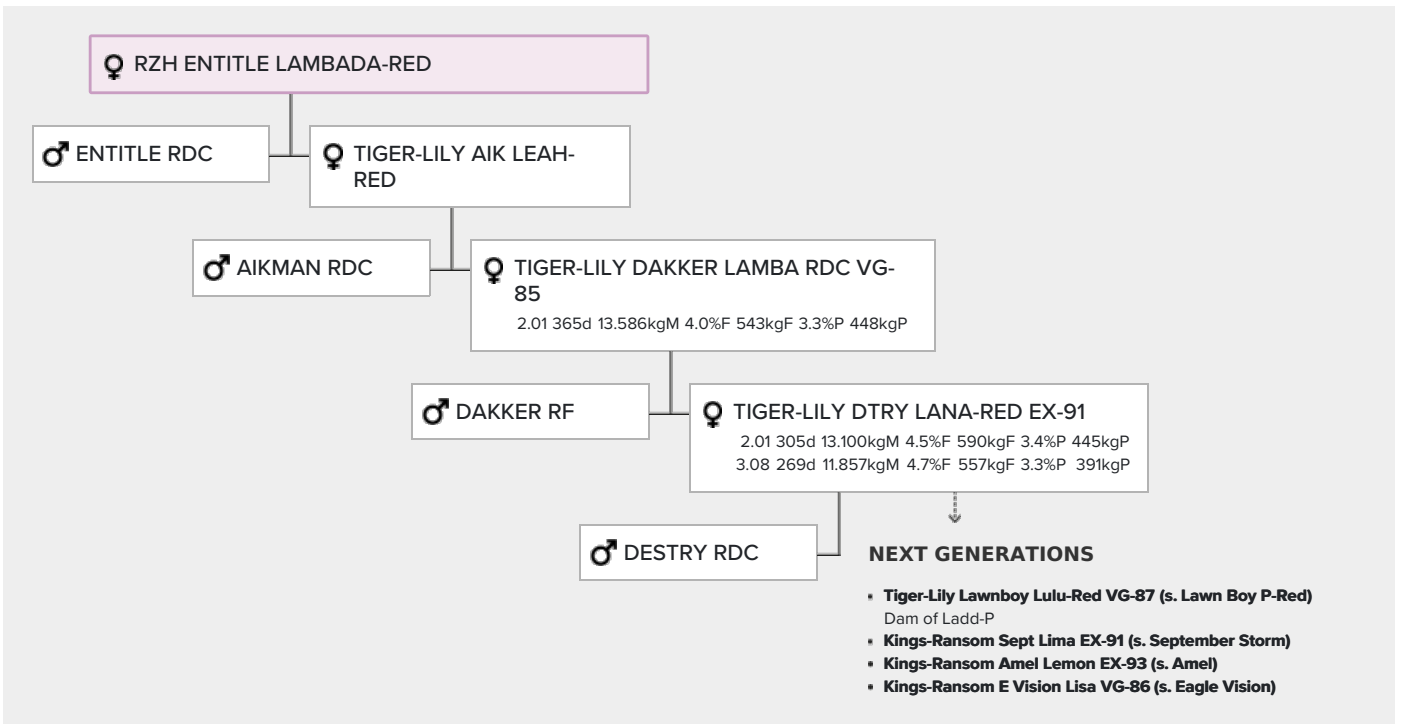 RZH ENTITLE LAMBADA-RED
ENTITLE RDC
TIGER-LILY AIK LEAH-
RED
AIKMAN RDC
TIGER-LILY DAKKER LAMBA RDC VG-
85
2.01 365d 13.586kgM 4.0%F 543kgF 3.3%P 448kgP
DAKKER RF
TIGER-LILY DTRY LANA-RED EX-91
2.01 305d 13.100kgM 4.5%F 590kgF 3.4%P 445kgP
3.08 269d 11.857kgM 4.7%F 557kgF 3.3%P 391kgP
DESTRY RDC
NEXT GENERATIONS
Tiger-Lily Lawnboy Lulu-Red VG-87 (s. Lawn Boy P-Red)
Dam of Ladd-P
Kings-Ransom Sept Lima EX-91 (s. September Storm)
Kings-Ransom Amel Lemon EX-93 (s. Amel)
Kings-Ransom E Vision Lisa VG-86 (s. Eagle Vision)